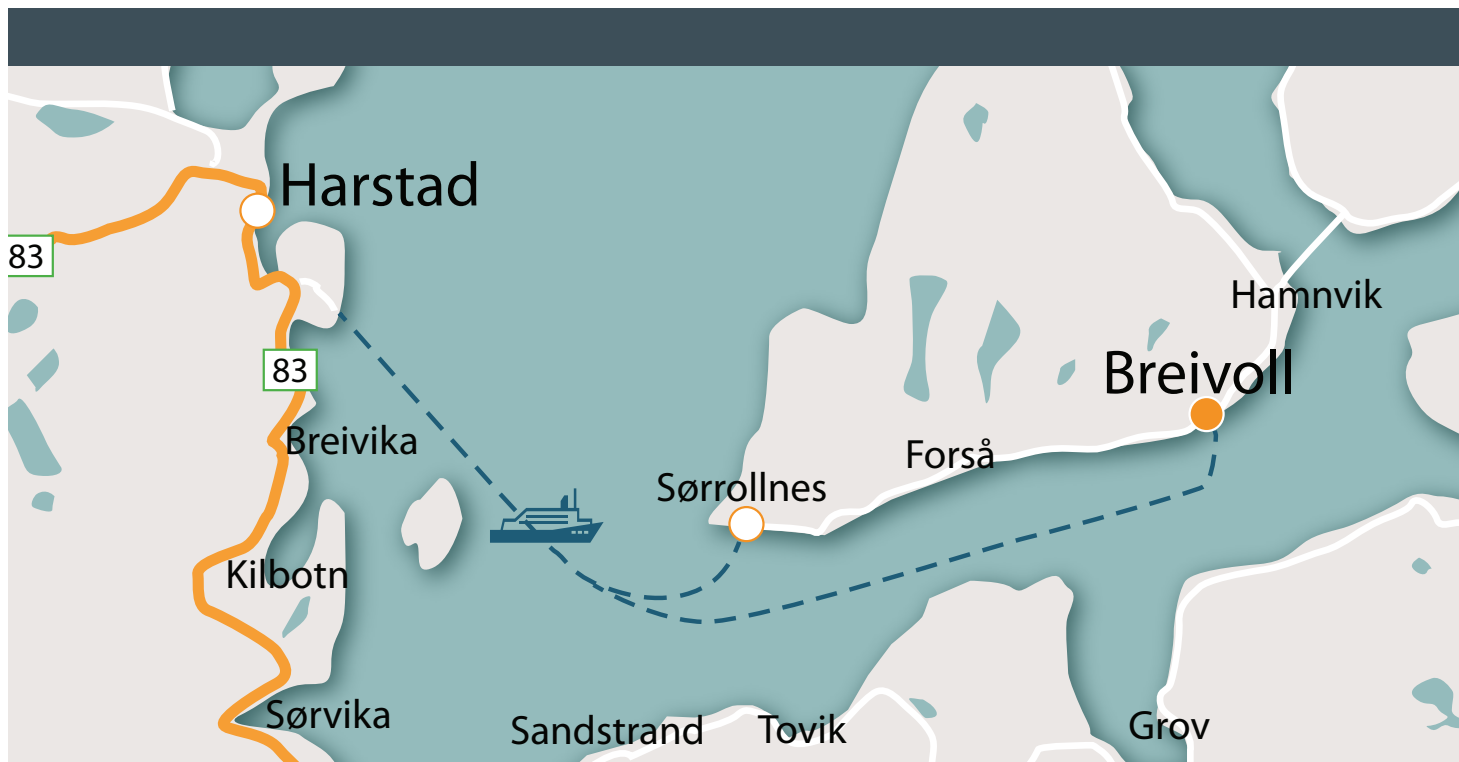 Harstad
83
Hamnvik
83
Breivoll
Breivika
Forså
Sørrollnes
Kilbotn
Sørvika
Sandstrand
Tovik
Grov